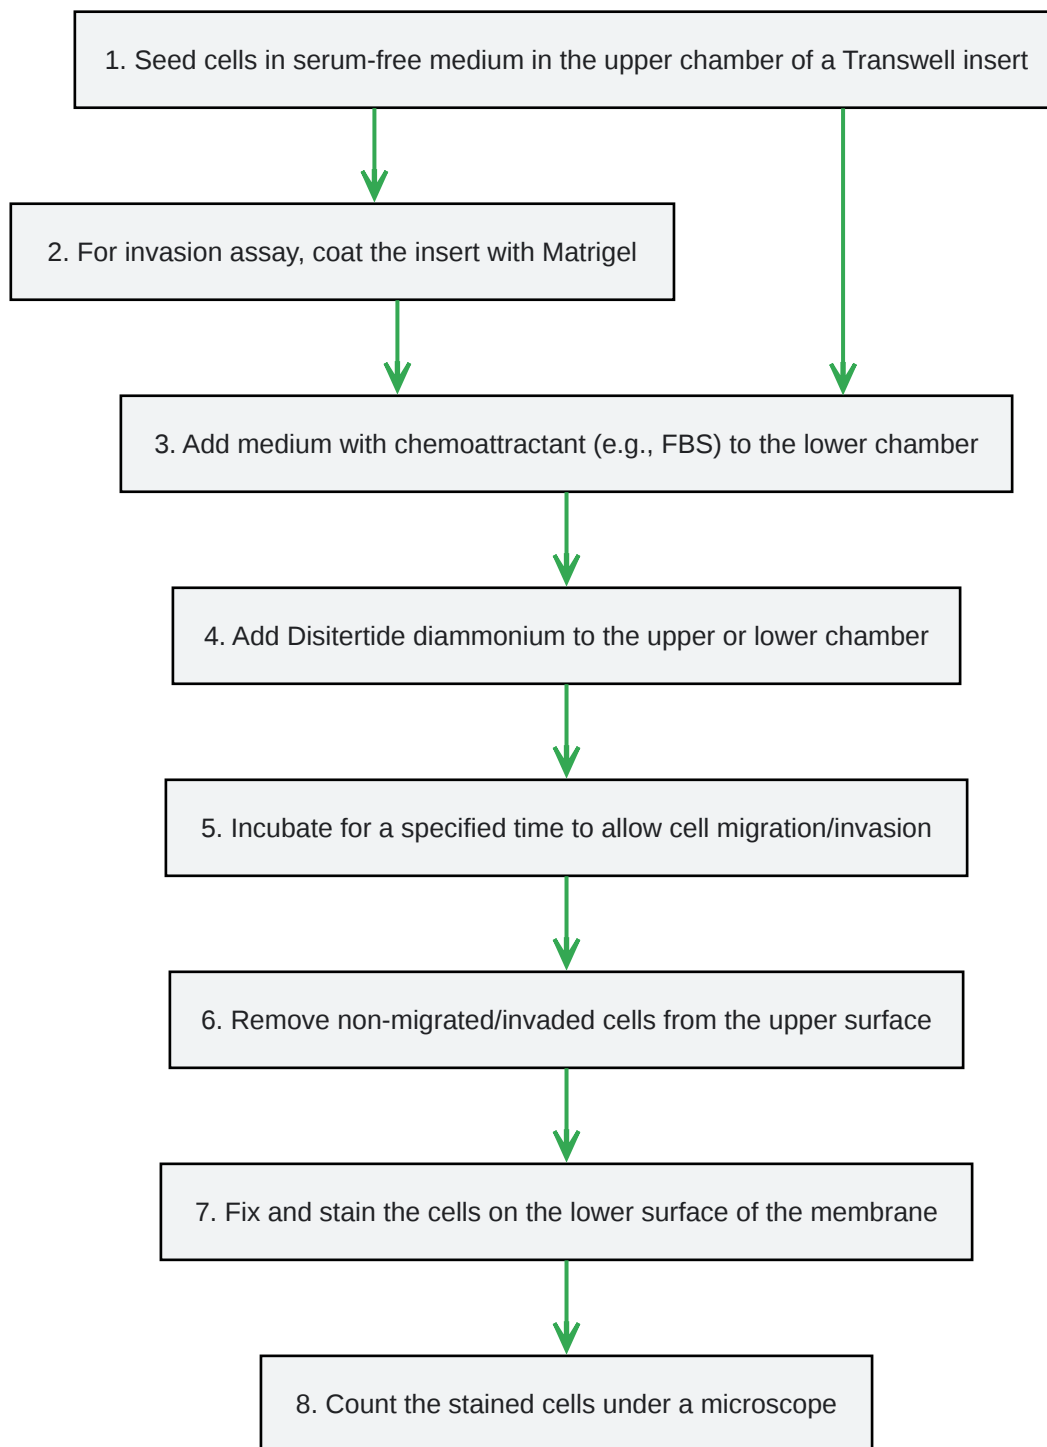 1. Seed cells in serum-free medium in the upper chamber of a Transwell insert
2. For invasion assay, coat the insert with Matrigel
3. Add medium with chemoattractant (e.g., FBS) to the lower chamber
4. Add Disitertide diammonium to the upper or lower chamber
5. Incubate for a specified time to allow cell migration/invasion
6. Remove non-migrated/invaded cells from the upper surface
7. Fix and stain the cells on the lower surface of the membrane
8. Count the stained cells under a microscope